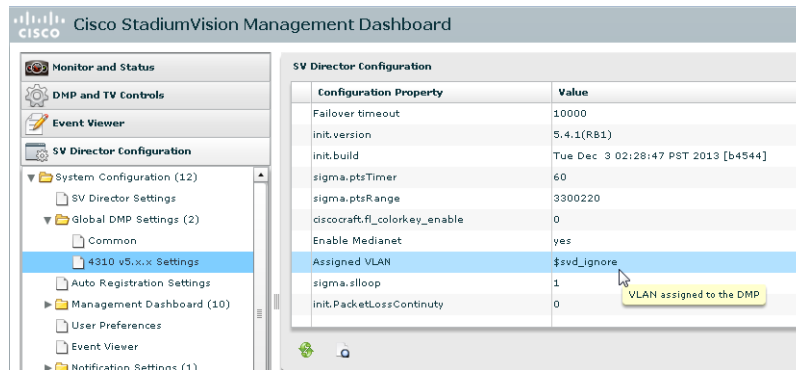 CISCO Cisco StadiumVision Management Dashboard
Monitor and Status
DMP and TV Controls
Event Viewer
SV Director Configuration
System Configuration (12)
SV Director Settings
Global DMP Settings (2)
Common
4310 v5.x.x Settings
Auto Registration Settings
Management Dashboard (10)
User Preferences
Event Viewer
Notification Settings (1)
SV Director Configuration
Configuration Property Value
Failover timeout 10000
init.version 5.4.1(RB1)
init.build Tue Dec 3 02:28:47 PST 2013 [b4544]
sigma.ptsTimer 60
sigma.ptsRange 3300220
ciscocraft.fl_colorkey_enable 0
Enable Medianet yes
Assigned VLAN $svd_ignore
sigma.slloop 1
VLAN assigned to the DMP
init.PacketLossContinuty 0